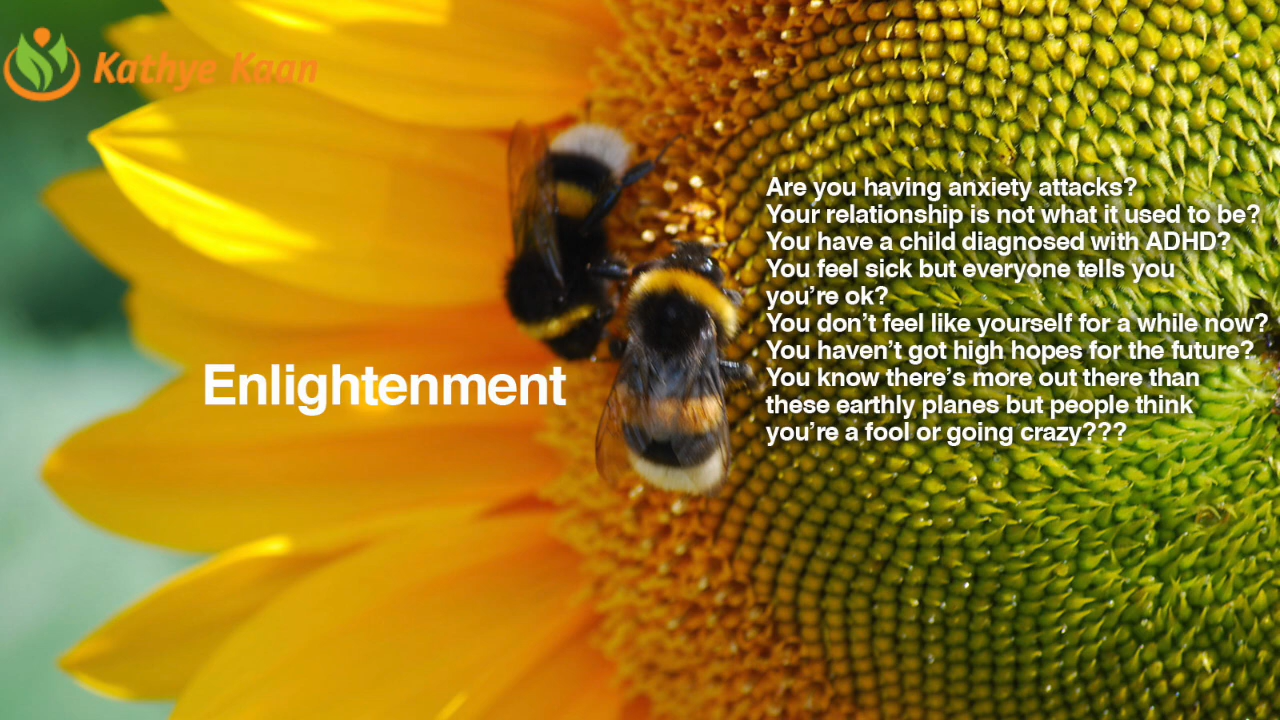 Kathye Kaan
Enlightenment
Are you having anxiety attacks?
Your relationship is not what it used to be?
You have a child diagnosed with ADHD?
You feel sick but everyone tells you
you’re ok?
You don’t feel like yourself for a while now?
You haven’t got high hopes for the future?
You know there’s more out there than
these earthly planes but people think
you’re a fool or going crazy???